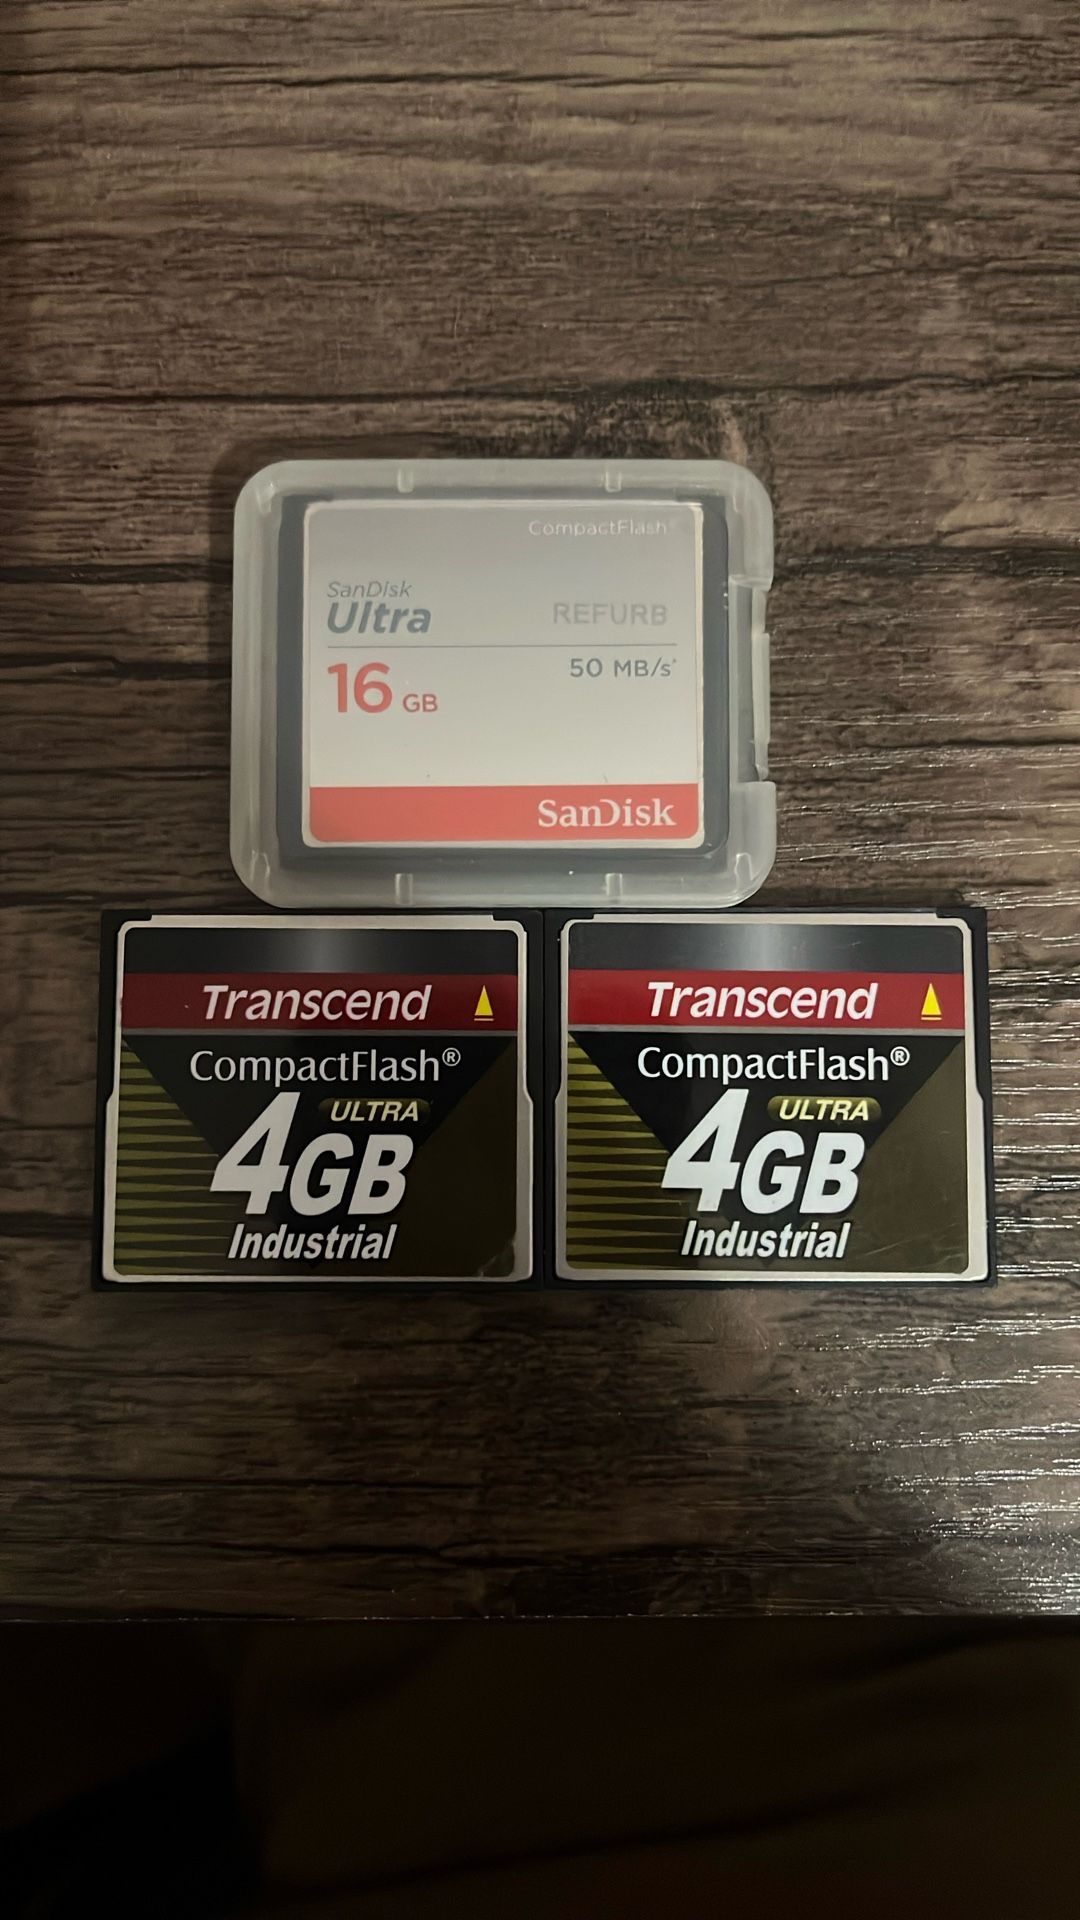 CompactFlash
SanDisk
Ultra
REFURB
16 GB
50 MB/s*
SanDisk
Transcend
CompactFlash®
ULTRA
4GB
Industrial
Transcend
CompactFlash®
ULTRA
4GB
Industrial